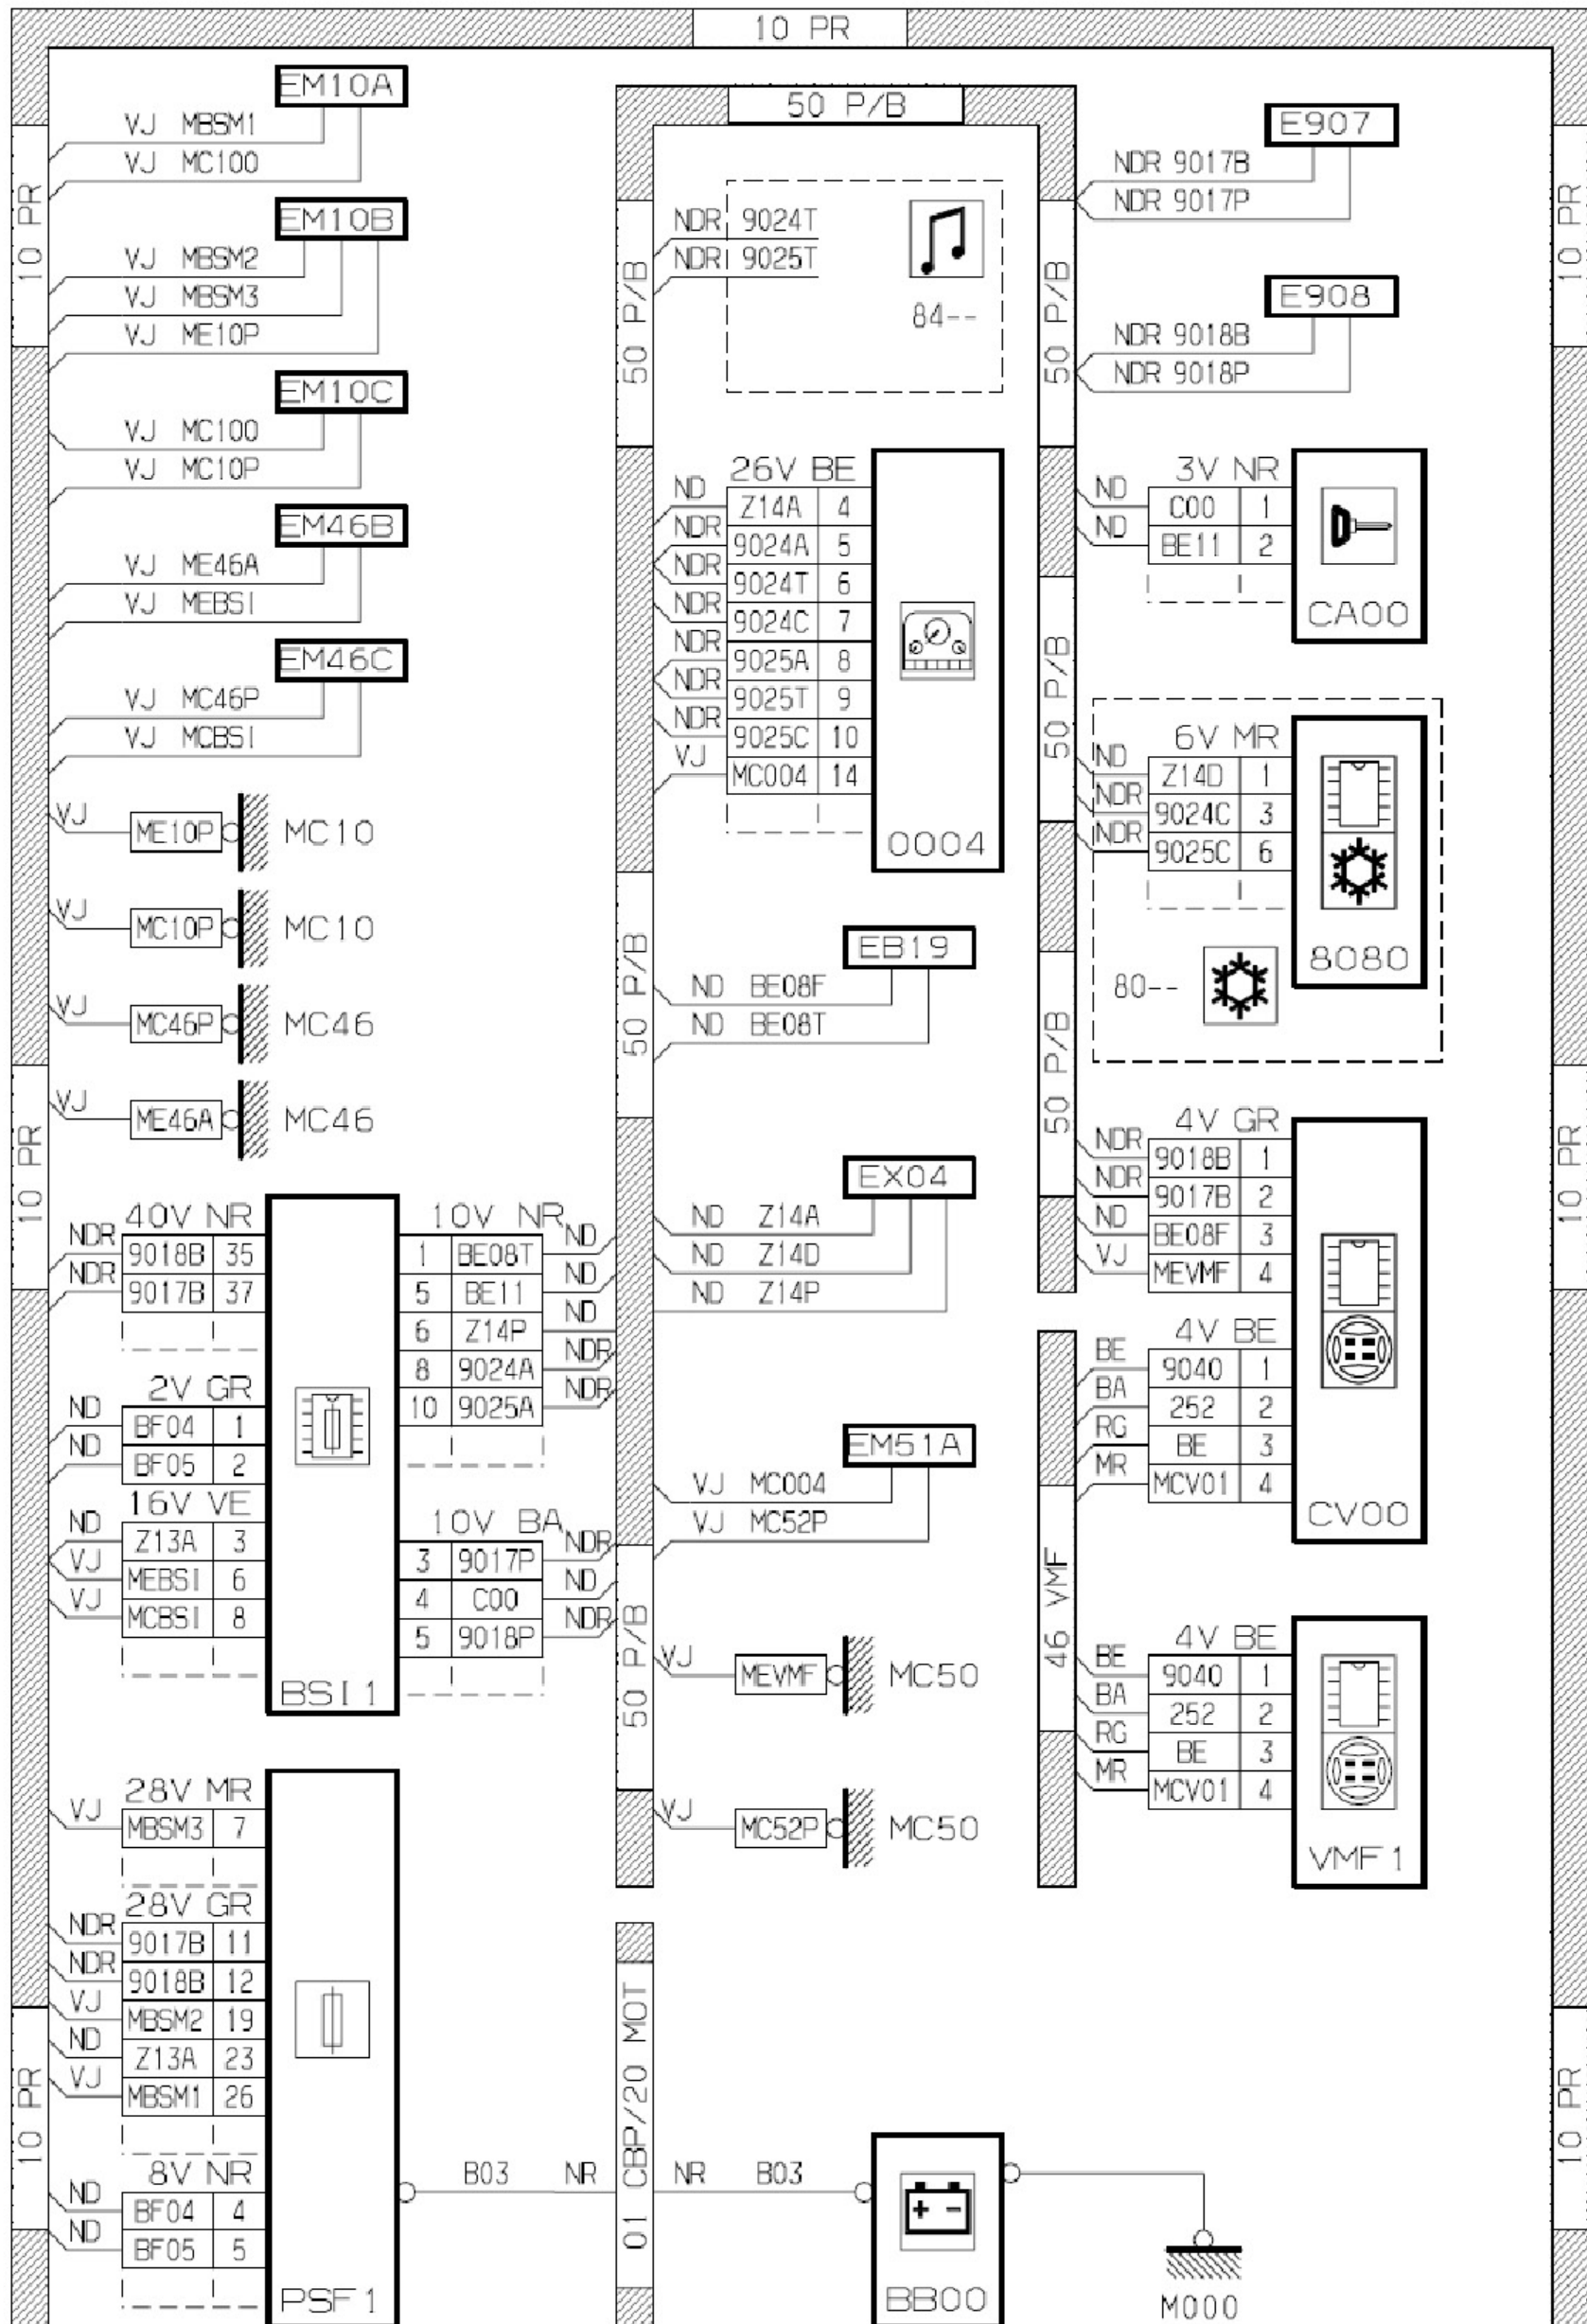 10 PR
10 PR
10 PR
10 PR
EM10A
VJ MBSM1
VJ MC100
EM10B
VJ MBSM2
VJ MBSM3
VJ ME10P
EM10C
VJ MC100
VJ MC10P
EM46B
VJ ME46A
VJ MEBSI
EM46C
VJ MC46P
VJ MCBSI
VJ ME10P MC10
VJ MC10P MC10
VJ MC46P MC46
VJ ME46A MC46
40V NR
NDR 9018B 35
NDR 9017B 37
2V GR
ND BF04 1
ND BF05 2
16V VE
ND Z13A 3
VJ MEBSI 6
VJ MCBSI 8
BSI1
10V NR
1 BE08T ND
5 BE11 ND
6 Z14P ND
8 9024A NDR
10 9025A NDR
10V BA
3 9017P NDR
4 C00 ND
5 9018P NDR
28V MR
VJ MBSM3 7
28V GR
NDR 9017B 11
NDR 9018B 12
VJ MBSM2 19
ND Z13A 23
VJ MBSM1 26
8V NR
ND BF04 4
ND BF05 5
PSF1
B03 NR
01 CBP/20 MOT
NR B03
BB00
M000
50 P/B
50 P/B
50 P/B
50 P/B
NDR 9024T
NDR 9025T
84--
26V BE
ND Z14A 4
NDR 9024A 5
NDR 9024T 6
NDR 9024C 7
NDR 9025A 8
NDR 9025T 9
NDR 9025C 10
VJ MC004 14
0004
EB19
ND BE08F
ND BE08T
EX04
ND Z14A
ND Z14D
ND Z14P
EM51A
VJ MC004
VJ MC52P
VJ MEVMF MC50
VJ MC52P MC50
50 P/B
50 P/B
50 P/B
46 VMF
E907
NDR 9017B
NDR 9017P
E908
NDR 9018B
NDR 9018P
3V NR
ND C00 1
ND BE11 2
CA00
6V MR
ND Z14D 1
NDR 9024C 3
NDR 9025C 6
8080
80--
4V GR
NDR 9018B 1
NDR 9017B 2
ND BE08F 3
VJ MEVMF 4
4V BE
BE 9040 1
BA 252 2
RG BE 3
MR MCV01 4
CV00
4V BE
BE 9040 1
BA 252 2
RG BE 3
MR MCV01 4
VMF1
10 PR
10 PR
10 PR